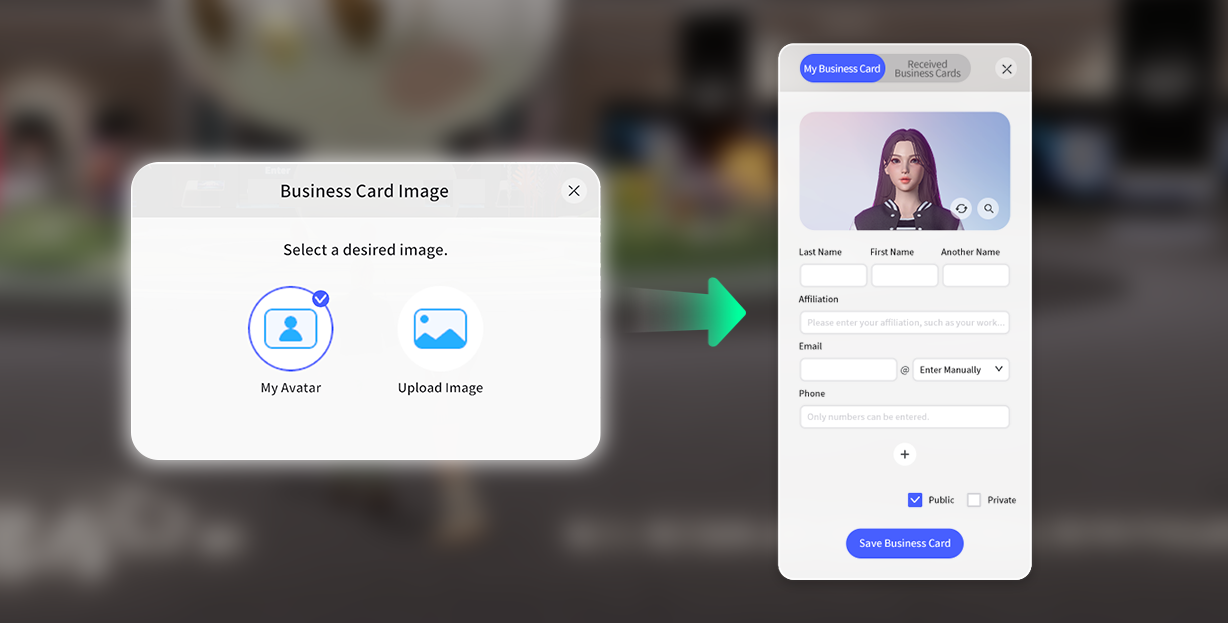 Business Card Image
Select a desired image.
My Avatar
Upload Image
My Business Card
Received
Business Cards
Last Name
First Name
Another Name
Affiliation
Please enter your affiliation, such as your work...
Email
@
Enter Manually
Phone
Only numbers can be entered.
+
Public
Private
Save Business Card